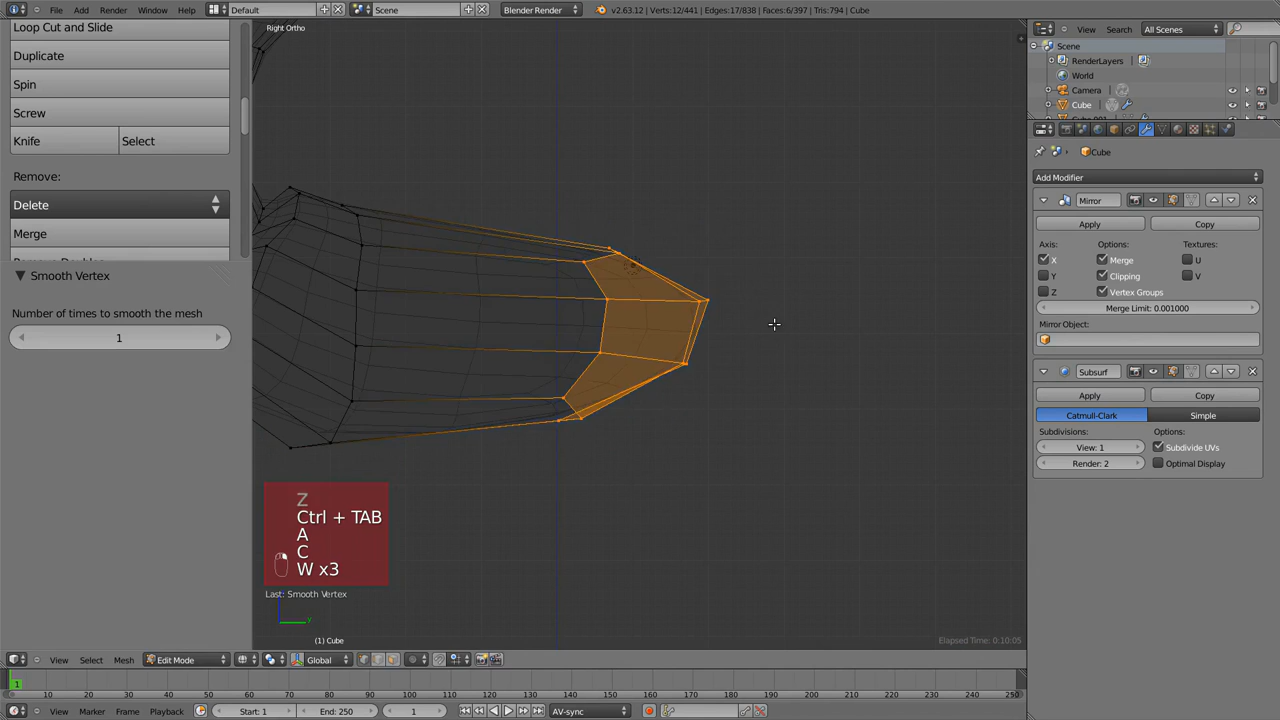 File Add Render Window Help Default Scene Blender Render v2.63.12 | Verts:12/441 | Edges:17/838 | Faces:6/397 | Tris:794 | Cube
Right Ortho
Loop Cut and Slide
Duplicate
Spin
Screw
Knife Select
Remove:
Delete
Merge
Smooth Vertex
Number of times to smooth the mesh
1
Z
Ctrl + TAB
A
C
W x3
Last: Smooth Vertex
y
(1) Cube
Elapsed Time: 0:10:05
View Search All Scenes
Scene
RenderLayers
World
Camera
Cube
Cube
Add Modifier
Mirror
Apply Copy
Axis: Options: Textures:
X Merge U
Y Clipping V
Z Vertex Groups
Merge Limit: 0.001000
Mirror Object:
Subsurf
Apply Copy
Catmull-Clark Simple
Subdivisions: Options:
View: 1 Subdivide UVs
Render: 2 Optimal Display
View Select Mesh Edit Mode Global
1
0 10 20 30 40 50 60 70 80 90 100 110 120 130 140 150 160 170 180 190 200 210 220 230 240 250
View Marker Frame Playback Start: 1 End: 250 1 AV-sync